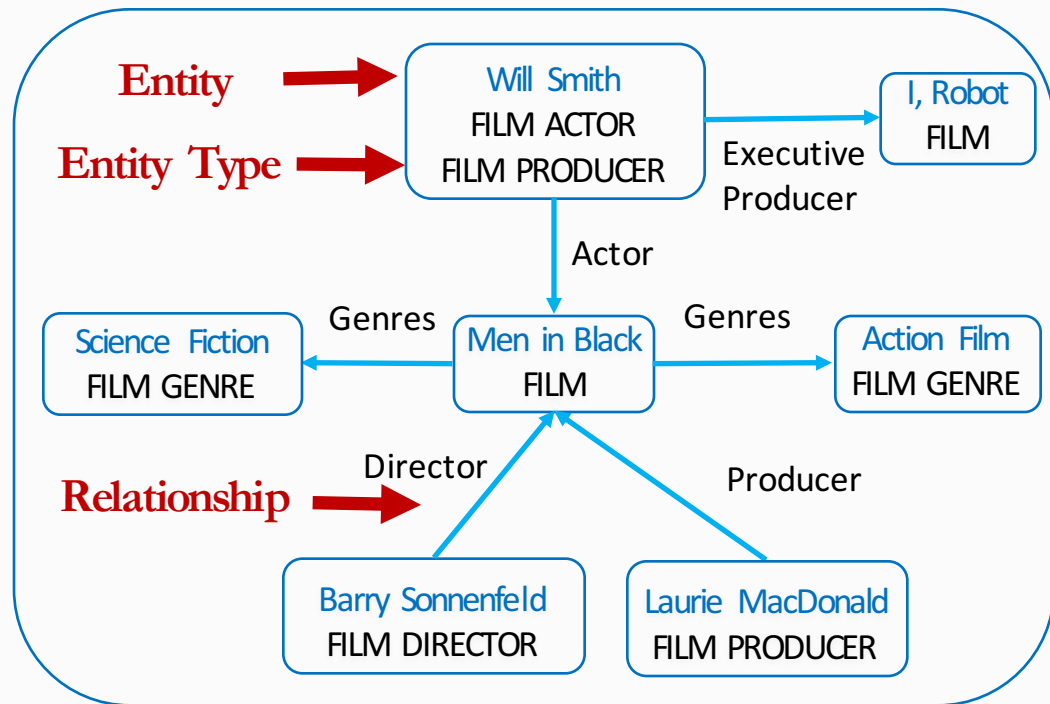 Entity
Will Smith
FILM ACTOR
FILM PRODUCER
I, Robot
FILM
Entity Type
Executive
Producer
Actor
Genres
Genres
Science Fiction
FILM GENRE
Men in Black
FILM
Action Film
FILM GENRE
Director
Producer
Relationship
Barry Sonnenfeld
FILM DIRECTOR
Laurie MacDonald
FILM PRODUCER